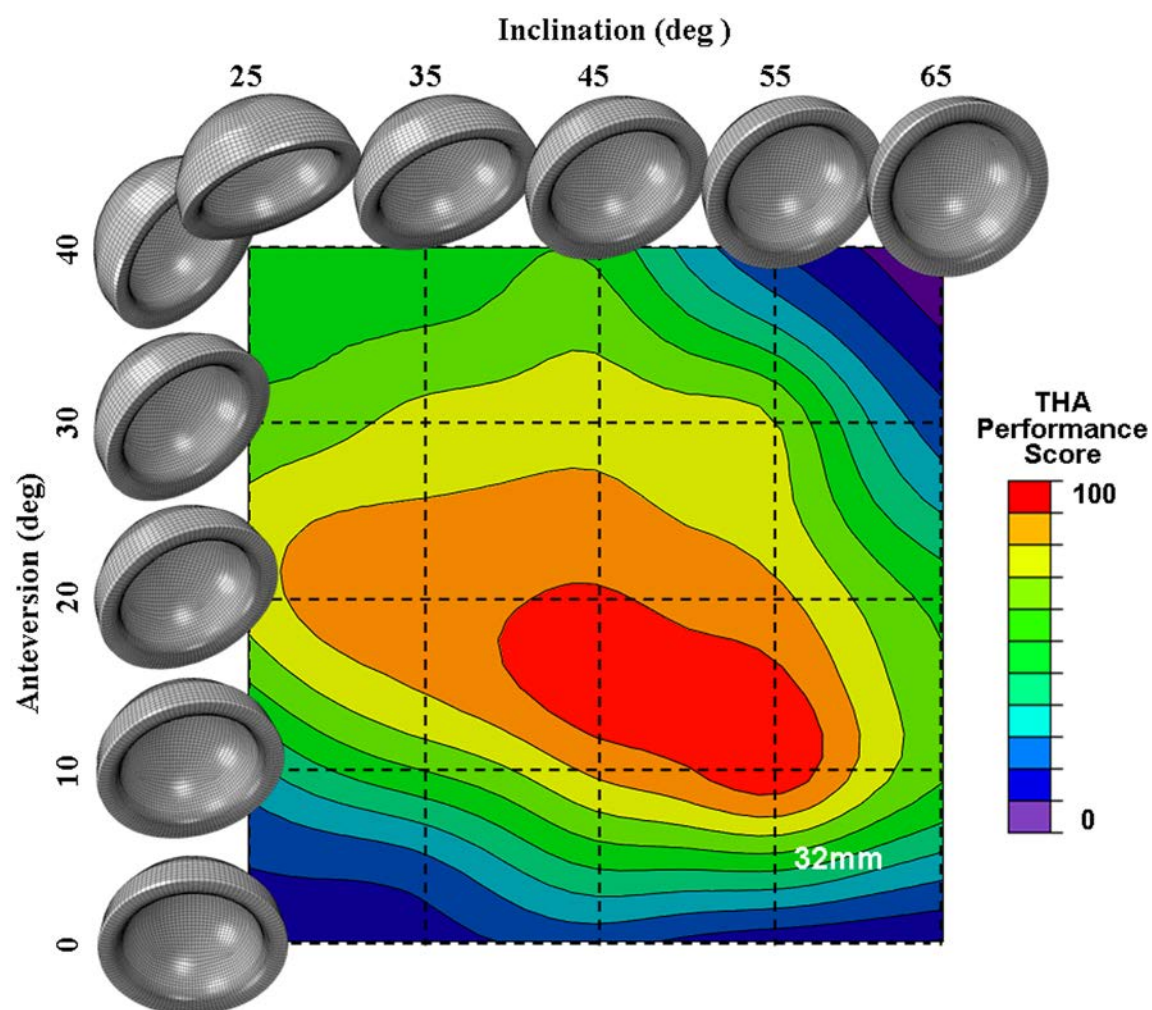 Inclination (deg )
25 35 45 55 65
Anteversion (deg)
40
30
20
10
0
THA
Performance
Score
100
0
32mm